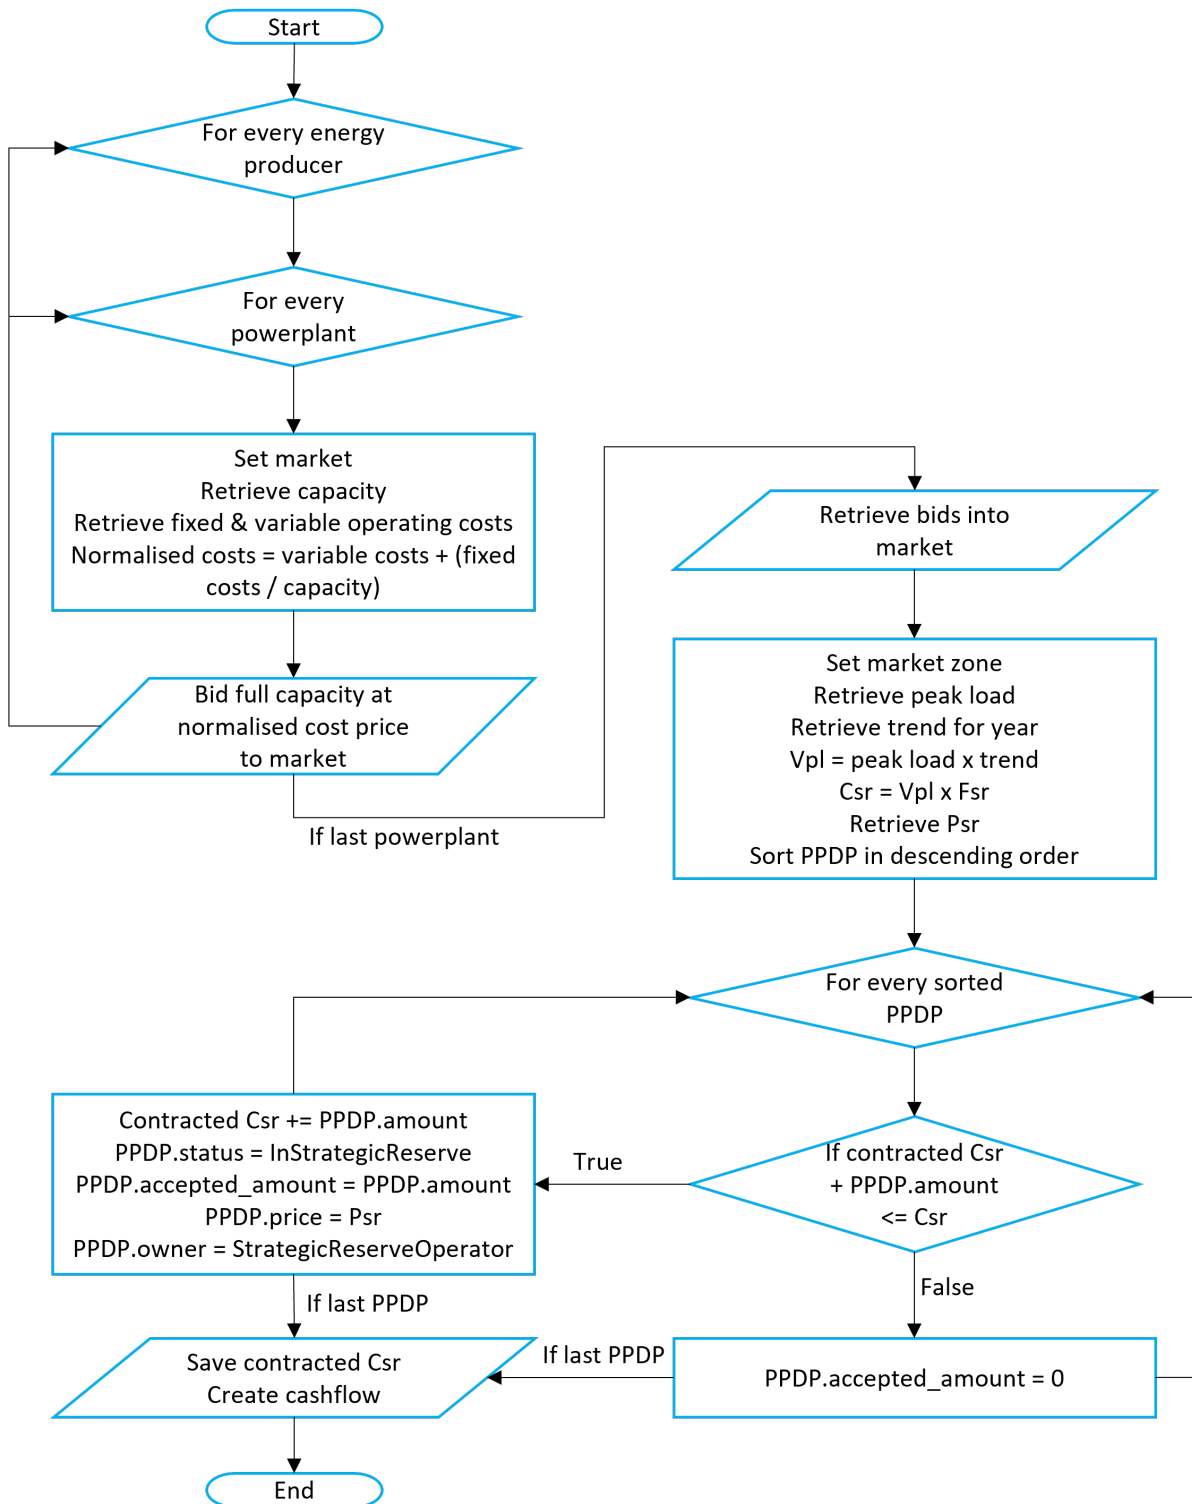 Start
For every energy
producer
For every
powerplant
Set market
Retrieve capacity
Retrieve fixed & variable operating costs
Normalised costs = variable costs + (fixed
costs / capacity)
Bid full capacity at
normalised cost price
to market
If last powerplant
Retrieve bids into
market
Set market zone
Retrieve peak load
Retrieve trend for year
Vpl = peak load x trend
Csr = Vpl x Fsr
Retrieve Psr
Sort PPDP in descending order
For every sorted
PPDP
If contracted Csr
+ PPDP.amount
<= Csr
True
Contracted Csr += PPDP.amount
PPDP.status = InStrategicReserve
PPDP.accepted_amount = PPDP.amount
PPDP.price = Psr
PPDP.owner = StrategicReserveOperator
False
If last PPDP
PPDP.accepted_amount = 0
If last PPDP
Save contracted Csr
Create cashflow
End